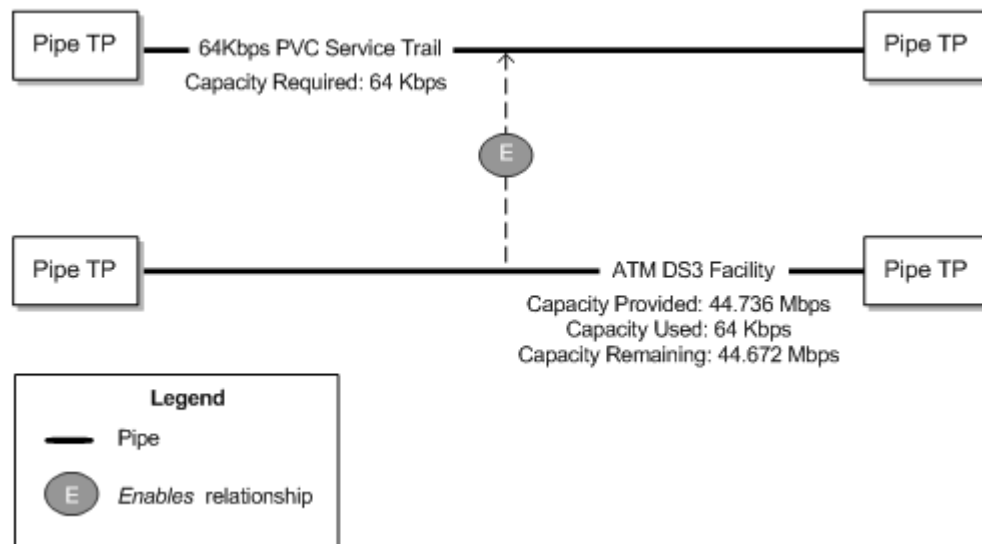 Pipe TP
64Kbps PVC Service Trail
Pipe TP
Capacity Required: 64 Kbps
E
Pipe TP
ATM DS3 Facility
Pipe TP
Capacity Provided: 44.736 Mbps
Capacity Used: 64 Kbps
Capacity Remaining: 44.672 Mbps
Legend
Pipe
E
Enables relationship